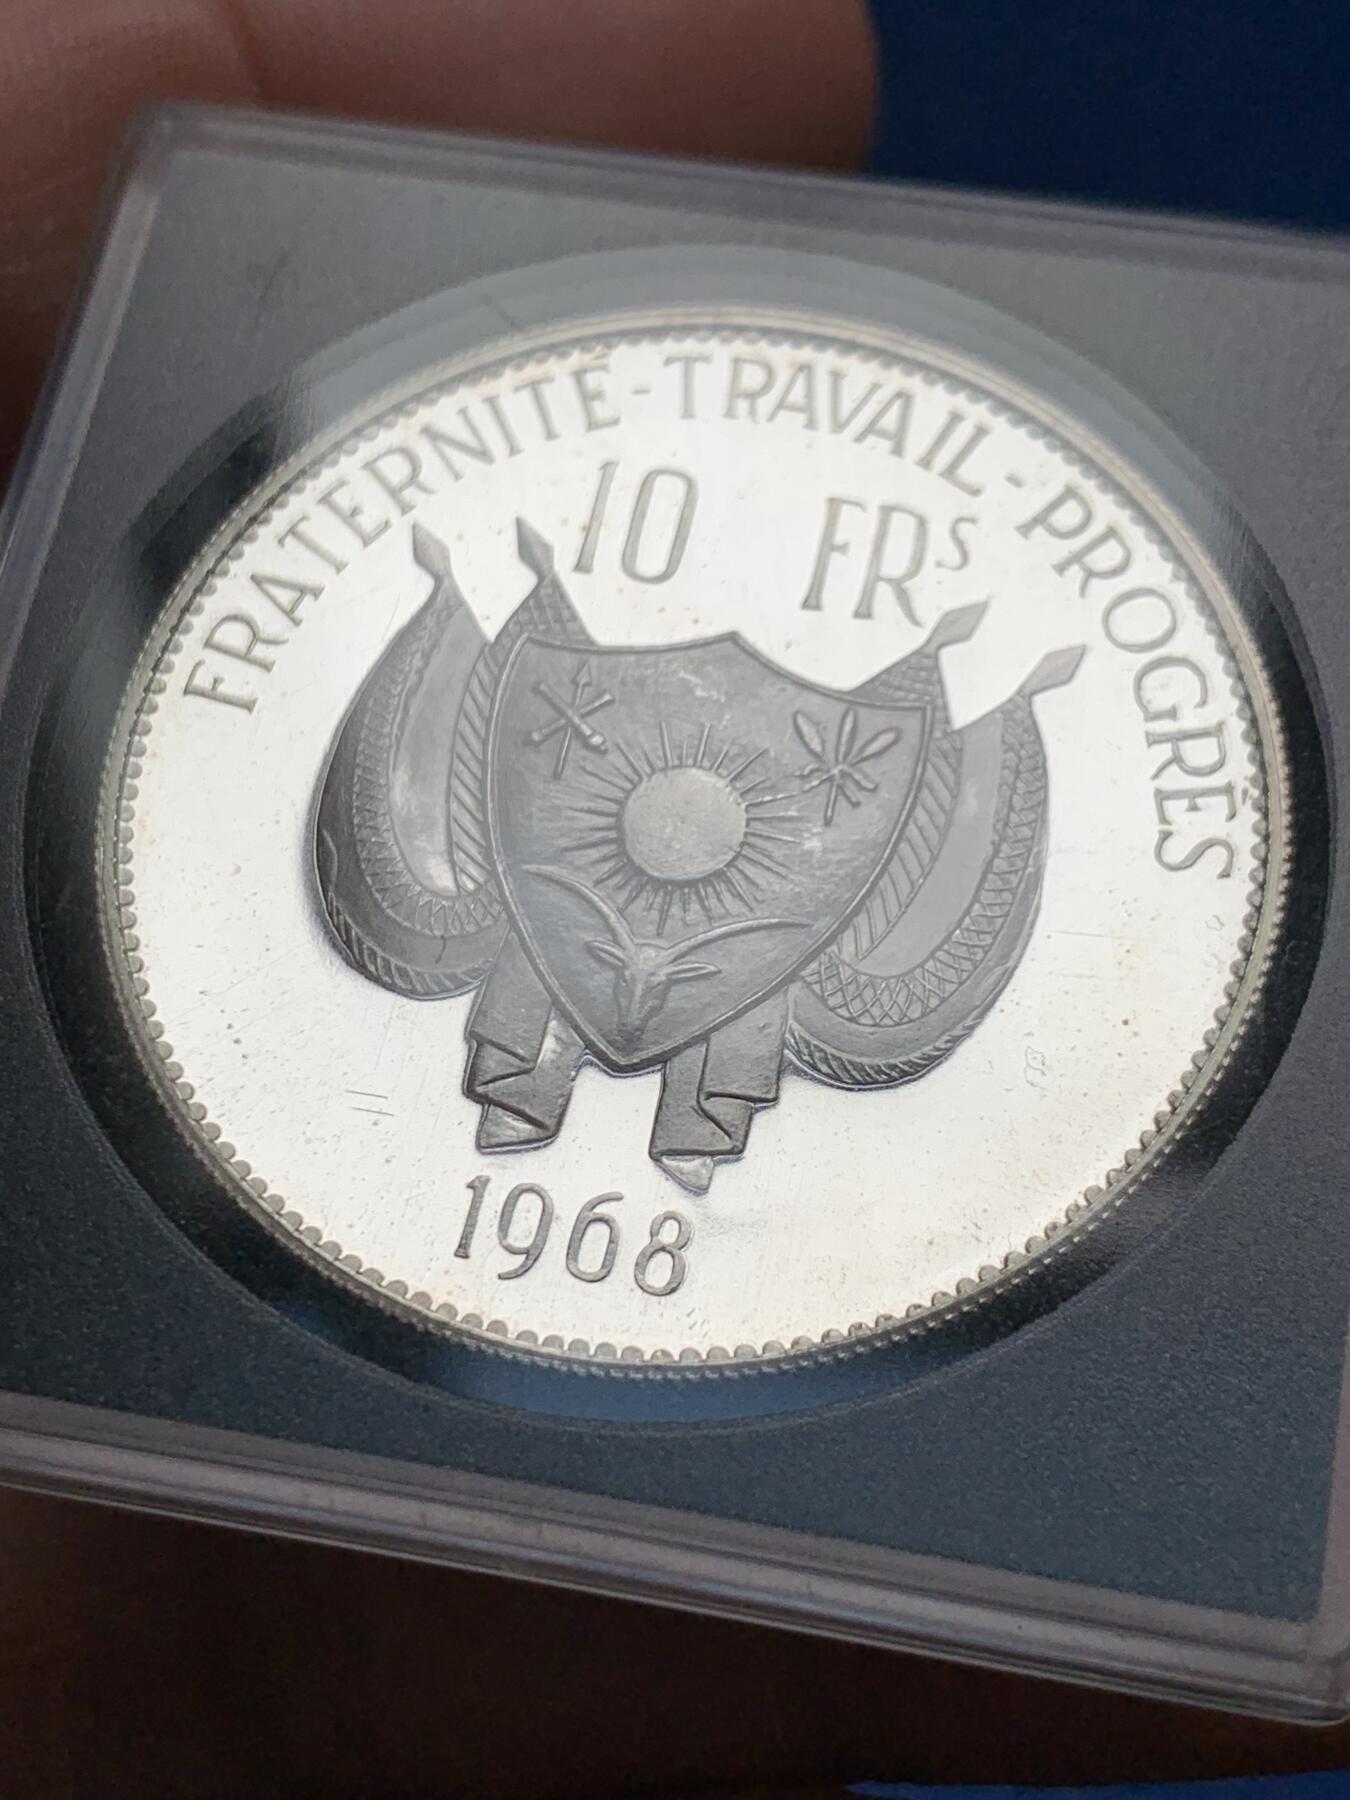 FRATERNITÉ - TRAVAIL - PROGRÈS
10 FRS
1968